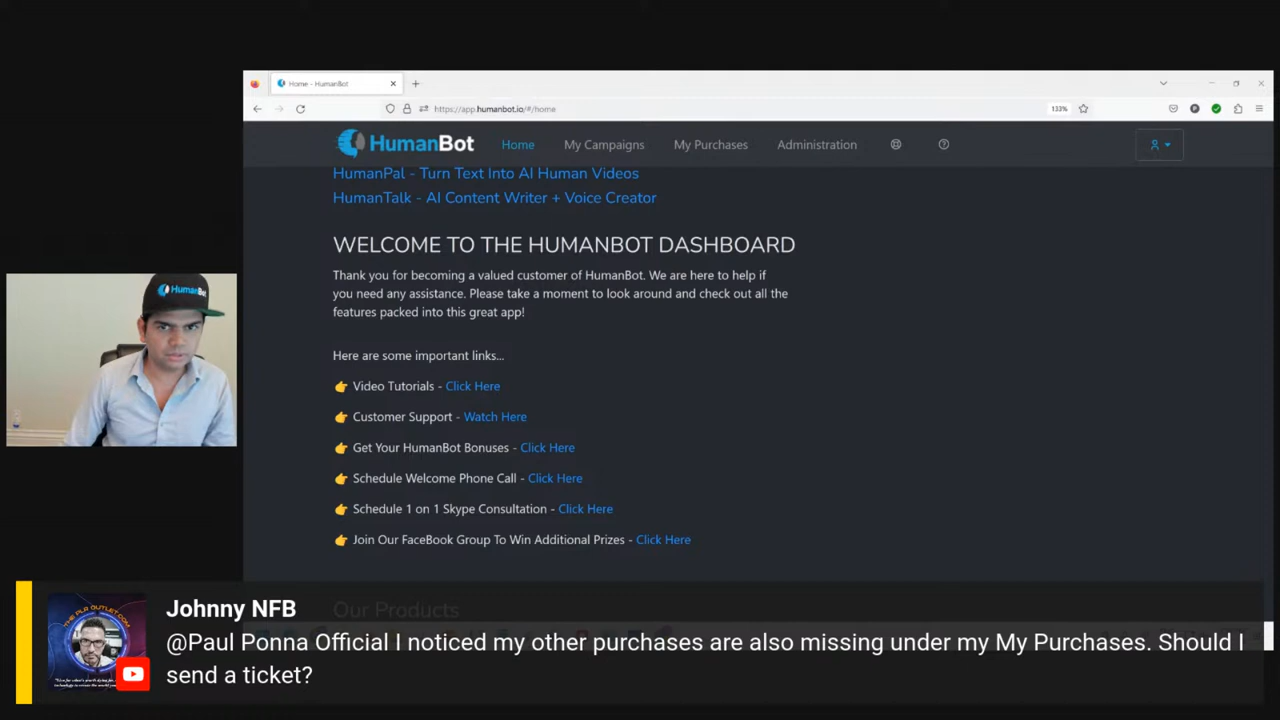 Home - HumanBot
https://app.humanbot.io/#/home
133%
HumanBot Home My Campaigns My Purchases Administration
HumanPal - Turn Text Into AI Human Videos
HumanTalk - AI Content Writer + Voice Creator
WELCOME TO THE HUMANBOT DASHBOARD
Thank you for becoming a valued customer of HumanBot. We are here to help if
you need any assistance. Please take a moment to look around and check out all the
features packed into this great app!
Here are some important links...
Video Tutorials - Click Here
Customer Support - Watch Here
Get Your HumanBot Bonuses - Click Here
Schedule Welcome Phone Call - Click Here
Schedule 1 on 1 Skype Consultation - Click Here
Join Our FaceBook Group To Win Additional Prizes - Click Here
HumanBot
Our Products
THE PLR OUTLET.COM
Johnny NFB
@Paul Ponna Official I noticed my other purchases are also missing under my My Purchases. Should I
send a ticket?